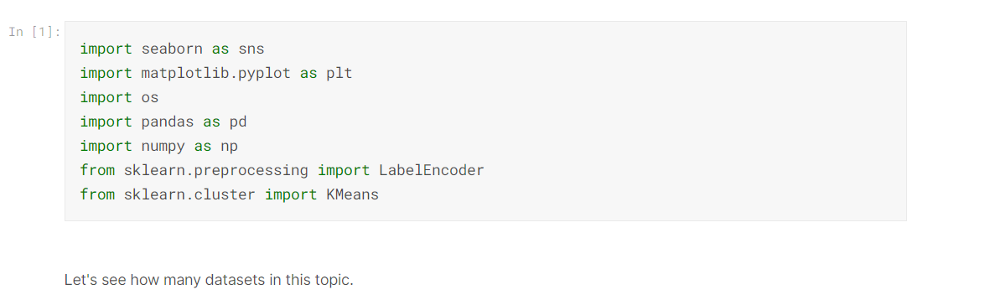 In [1]:
import seaborn as sns
import matplotlib.pyplot as plt
import os
import pandas as pd
import numpy as np
from sklearn.preprocessing import LabelEncoder
from sklearn.cluster import KMeans
Let's see how many datasets in this topic.